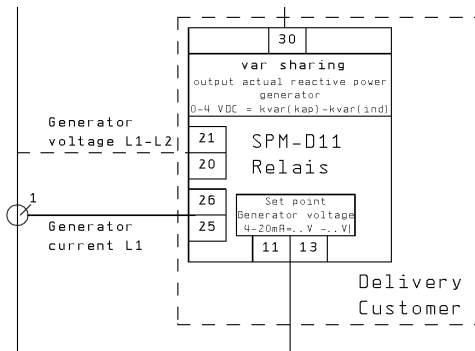 30
var sharing
output actual reactive power
generator
0-4 VDC = kvar(kap)-kvar(ind)
Generator
voltage L1-L2
21
20
SPM-D11
Relais
1
26
25
Generator
current L1
Set point
Generator voltage
4-20mA=..V -..V
11 13
Delivery
Customer